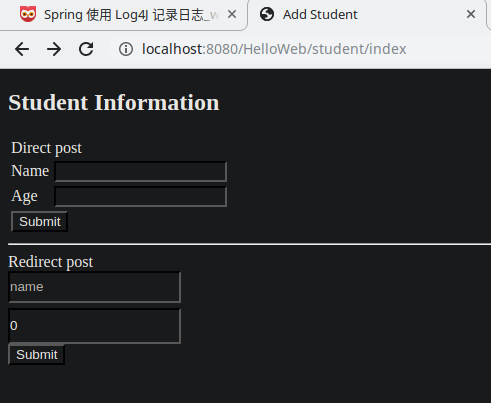 Spring 使用 Log4J 记录日志_w
Add Student
localhost:8080/HelloWeb/student/index
Student Information
Direct post
Name
Age
Submit
Redirect post
name
0
Submit